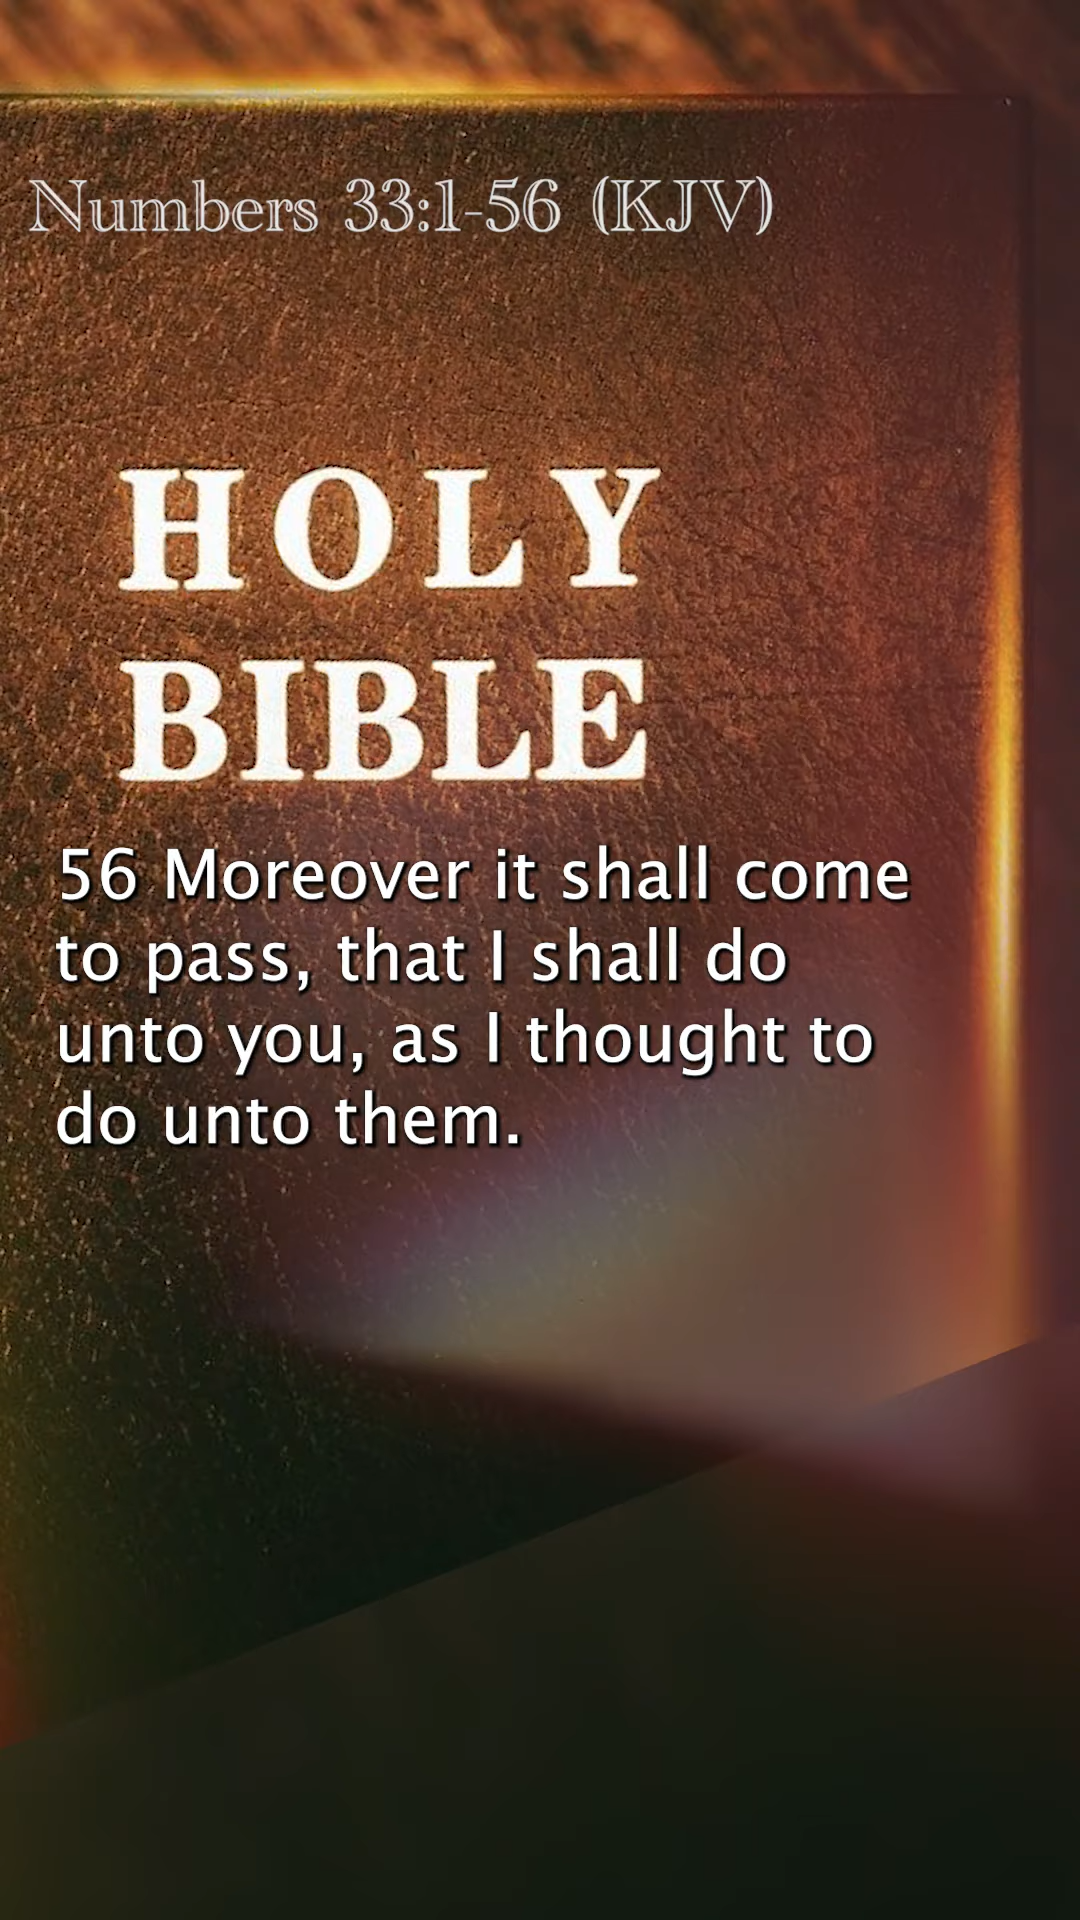 Numbers 33:1-56 (KJV)
HOLY
BIBLE
56 Moreover it shall come
to pass, that I shall do
unto you, as I thought to
do unto them.